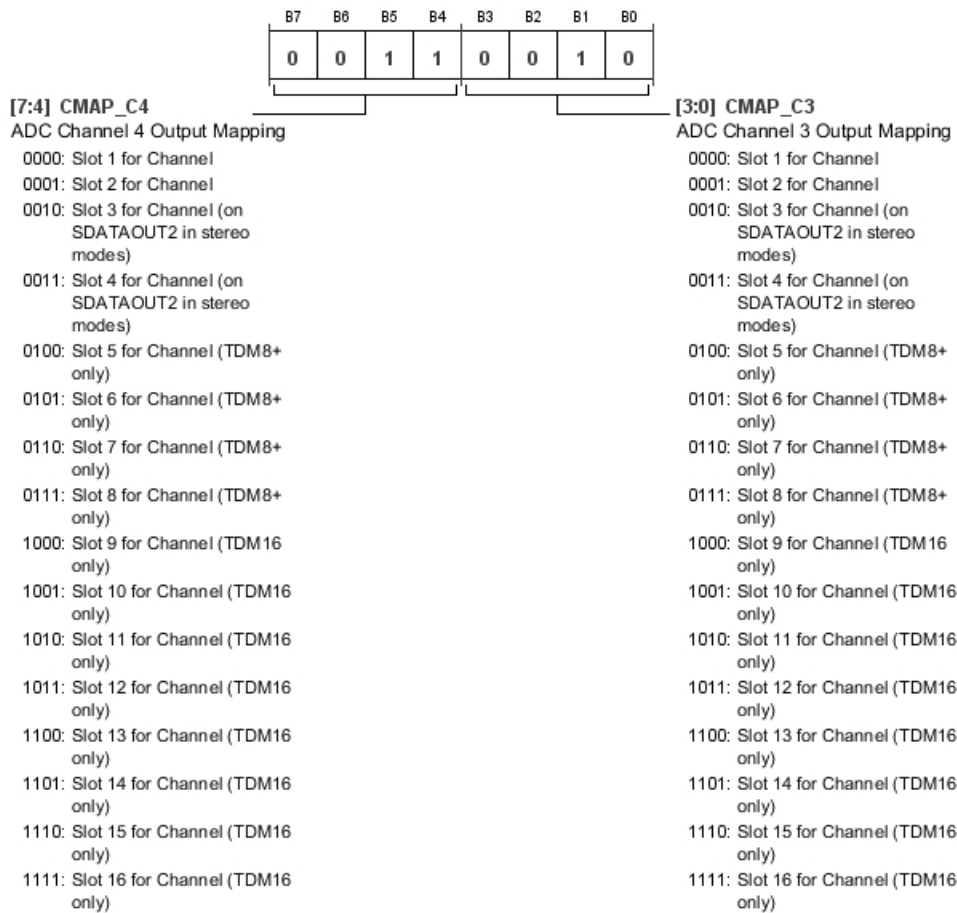 B7 B6 B5 B4 B3 B2 B1 B0
0 0 1 1 0 0 1 0
[7:4] CMAP_C4
ADC Channel 4 Output Mapping
0000: Slot 1 for Channel
0001: Slot 2 for Channel
0010: Slot 3 for Channel (on
SDATAOUT2 in stereo
modes)
0011: Slot 4 for Channel (on
SDATAOUT2 in stereo
modes)
0100: Slot 5 for Channel (TDM8+
only)
0101: Slot 6 for Channel (TDM8+
only)
0110: Slot 7 for Channel (TDM8+
only)
0111: Slot 8 for Channel (TDM8+
only)
1000: Slot 9 for Channel (TDM16
only)
1001: Slot 10 for Channel (TDM16
only)
1010: Slot 11 for Channel (TDM16
only)
1011: Slot 12 for Channel (TDM16
only)
1100: Slot 13 for Channel (TDM16
only)
1101: Slot 14 for Channel (TDM16
only)
1110: Slot 15 for Channel (TDM16
only)
1111: Slot 16 for Channel (TDM16
only)
[3:0] CMAP_C3
ADC Channel 3 Output Mapping
0000: Slot 1 for Channel
0001: Slot 2 for Channel
0010: Slot 3 for Channel (on
SDATAOUT2 in stereo
modes)
0011: Slot 4 for Channel (on
SDATAOUT2 in stereo
modes)
0100: Slot 5 for Channel (TDM8+
only)
0101: Slot 6 for Channel (TDM8+
only)
0110: Slot 7 for Channel (TDM8+
only)
0111: Slot 8 for Channel (TDM8+
only)
1000: Slot 9 for Channel (TDM16
only)
1001: Slot 10 for Channel (TDM16
only)
1010: Slot 11 for Channel (TDM16
only)
1011: Slot 12 for Channel (TDM16
only)
1100: Slot 13 for Channel (TDM16
only)
1101: Slot 14 for Channel (TDM16
only)
1110: Slot 15 for Channel (TDM16
only)
1111: Slot 16 for Channel (TDM16
only)